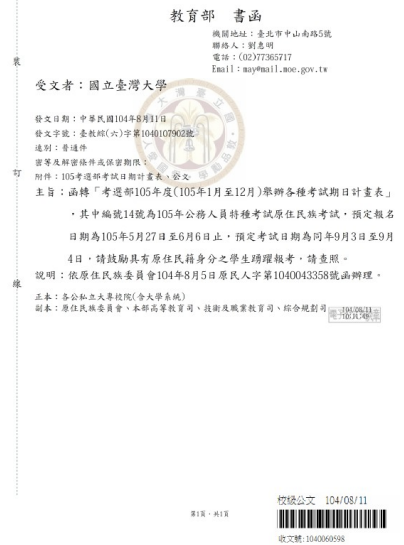 教育部 書函
機關地址：臺北市中山南路5號
聯絡人：劉惠明
電話：(02)77365717
Email：may@mail.moe.gov.tw
受文者：國立臺灣大學
發文日期：中華民國104年8月11日
發文字號：臺教綜(六)字第1040107902號
速別：普通件
密等及解密條件或保密期限：
附件：105考選部考試日期計畫表、公文
主旨：函轉「考選部105年度(105年1月至12月)舉辦各種考試期日計畫表」
，其中編號14號為105年公務人員特種考試原住民族考試，預定報名
日期為105年5月27日至6月6日止，預定考試日期為同年9月3日至9月
4日，請鼓勵具有原住民籍身分之學生踴躍報考，請查照。
說明：依原住民族委員會104年8月5日原民人字第1040043358號函辦理。
正本：各公私立大專校院(含大學系統)
副本：原住民族委員會、本部高等教育司、技術及職業教育司、綜合規劃司
104/08/11
裝
訂
線
第1頁，共1頁
校級公文 104/08/11
收文號:1040060598